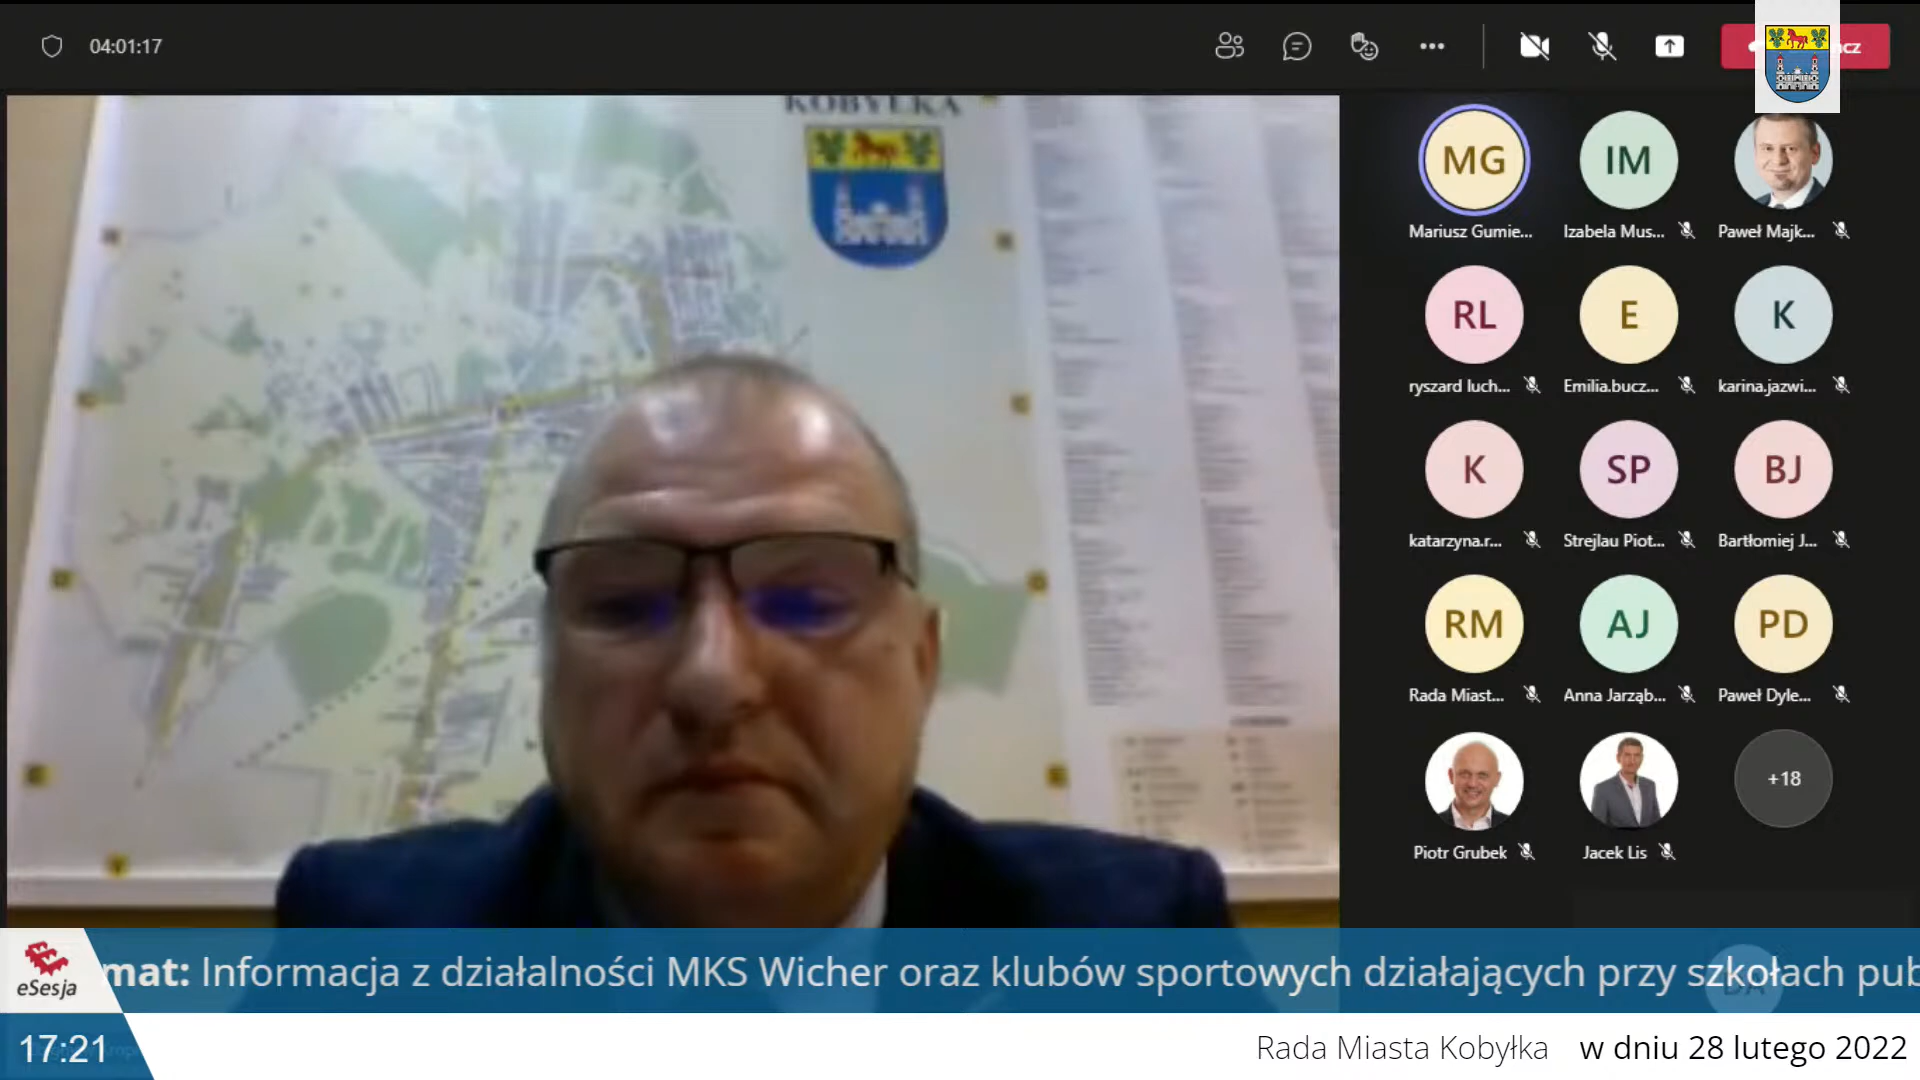 04:01:17
cz
KOBYŁKA
MG
IM
Mariusz Gumie...
Izabela Mus...
Paweł Majk...
RL
E
K
ryszard luch...
Emilia.bucz...
karina.jazwi...
K
SP
BJ
katarzyna.r...
Strejlau Piot...
Bartłomiej J...
RM
AJ
PD
Rada Miast...
Anna Jarząb...
Paweł Dyle...
+18
Piotr Grubek
Jacek Lis
mat: Informacja z działalności MKS Wicher oraz klubów sportowych działających przy szkołach pub
eSesja
17:21
Rada Miasta Kobyłka w dniu 28 lutego 2022